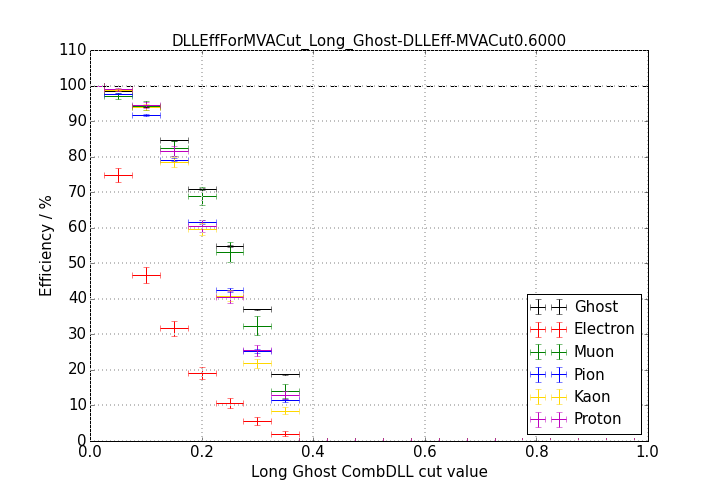 DLLEffForMVACut_Long_Ghost-DLLEff-MVACut0.6000
110
100
90
80
70
60
50
40
30
20
10
0
Efficiency / %
0.0 0.2 0.4 0.6 0.8 1.0
Long Ghost CombDLL cut value
Ghost
Electron
Muon
Pion
Kaon
Proton